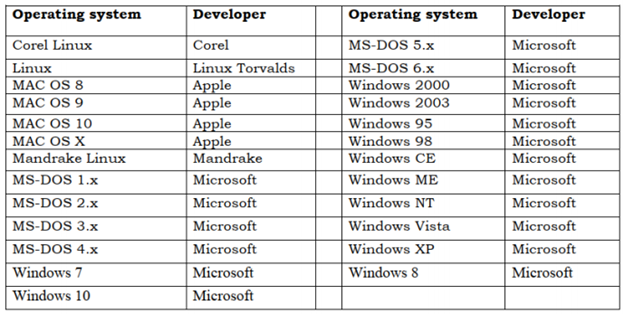 Operating system Developer Operating system Developer
Corel Linux Corel MS-DOS 5.x Microsoft
Linux Linux Torvalds MS-DOS 6.x Microsoft
MAC OS 8 Apple Windows 2000 Microsoft
MAC OS 9 Apple Windows 2003 Microsoft
MAC OS 10 Apple Windows 95 Microsoft
MAC OS X Apple Windows 98 Microsoft
Mandrake Linux Mandrake Windows CE Microsoft
MS-DOS 1.x Microsoft Windows ME Microsoft
MS-DOS 2.x Microsoft Windows NT Microsoft
MS-DOS 3.x Microsoft Windows Vista Microsoft
MS-DOS 4.x Microsoft Windows XP Microsoft
Windows 7 Microsoft Windows 8 Microsoft
Windows 10 Microsoft